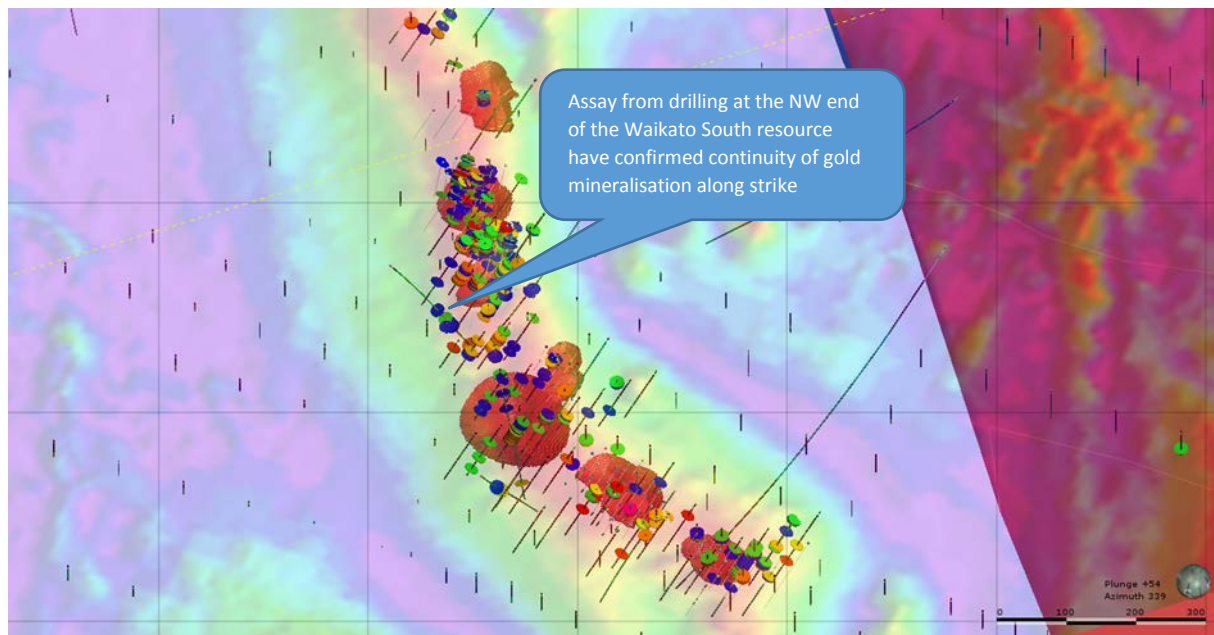 Assay from drilling at the NW end
of the Waikato South resource
have confirmed continuity of gold
mineralisation along strike
Plunge +54
Azimuth 339
0 100 200 300